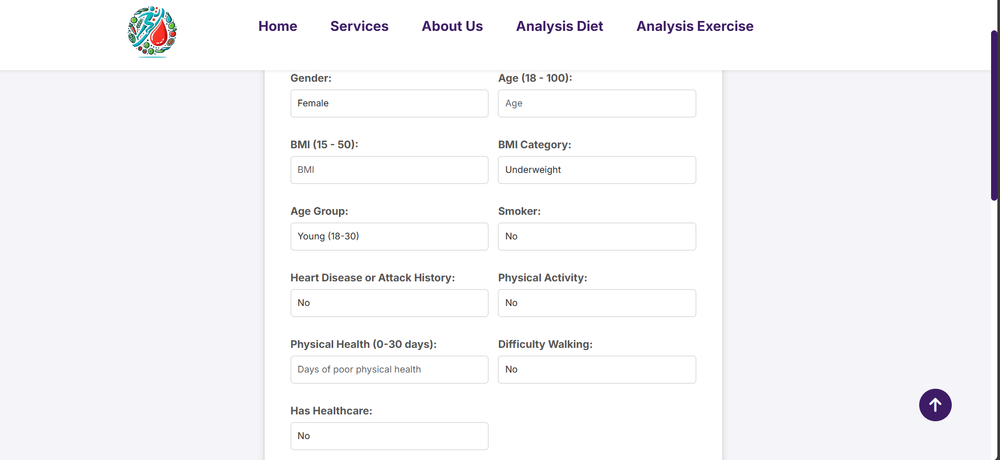 Home Services About Us Analysis Diet Analysis Exercise
Gender: Age (18 - 100):
Female Age
BMI (15 - 50): BMI Category:
BMI Underweight
Age Group: Smoker:
Young (18-30) No
Heart Disease or Attack History: Physical Activity:
No No
Physical Health (0-30 days): Difficulty Walking:
Days of poor physical health No
Has Healthcare:
No